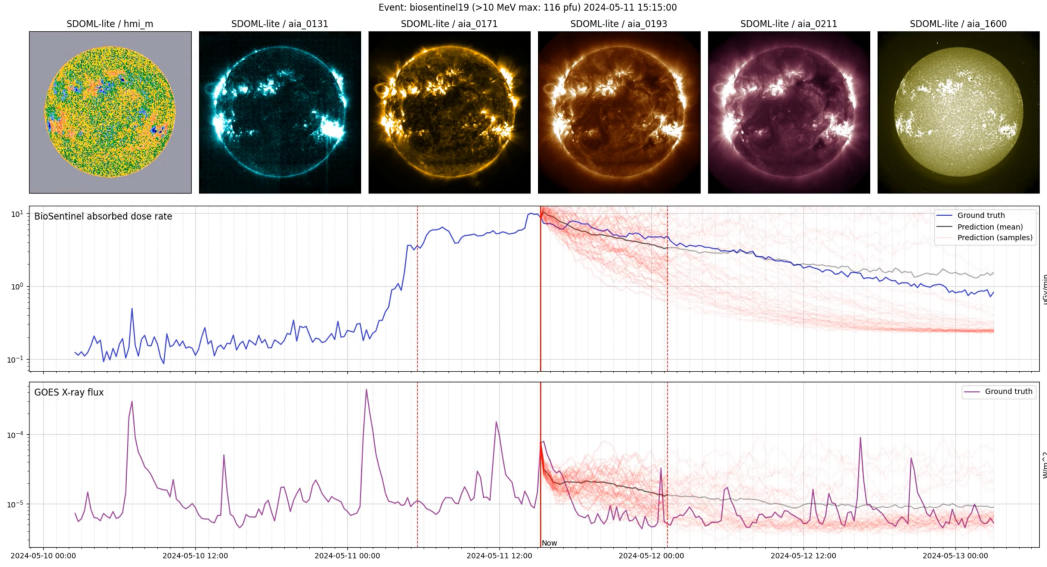 Event: biosentinel19 (>10 MeV max: 116 pfu) 2024-05-11 15:15:00
SDOML-lite / hmi_m
SDOML-lite / aia_0131
SDOML-lite / aia_0171
SDOML-lite / aia_0193
SDOML-lite / aia_0211
SDOML-lite / aia_1600
BioSentinel absorbed dose rate
Ground truth
Prediction (mean)
Prediction (samples)
10¹
10⁰
10⁻¹
uGy/min
GOES X-ray flux
Ground truth
10⁻⁴
10⁻⁵
W/m^2
Now
2024-05-10 00:00
2024-05-10 12:00
2024-05-11 00:00
2024-05-11 12:00
2024-05-12 00:00
2024-05-12 12:00
2024-05-13 00:00